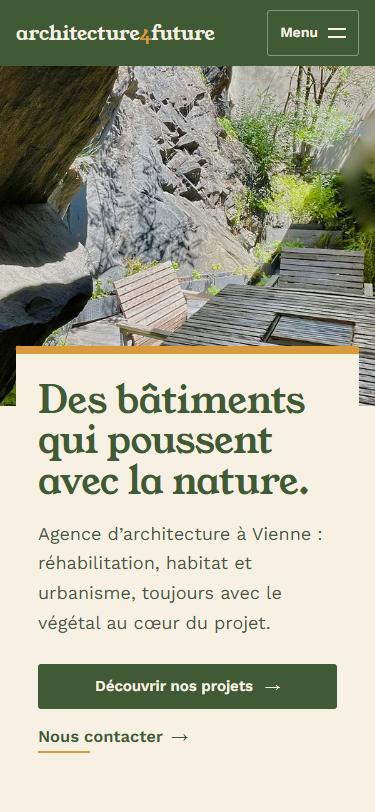 architecture4future
Menu
Des bâtiments
qui poussent
avec la nature.
Agence d’architecture à Vienne :
réhabilitation, habitat et
urbanisme, toujours avec le
végétal au cœur du projet.
Découvrir nos projets →
Nous contacter →